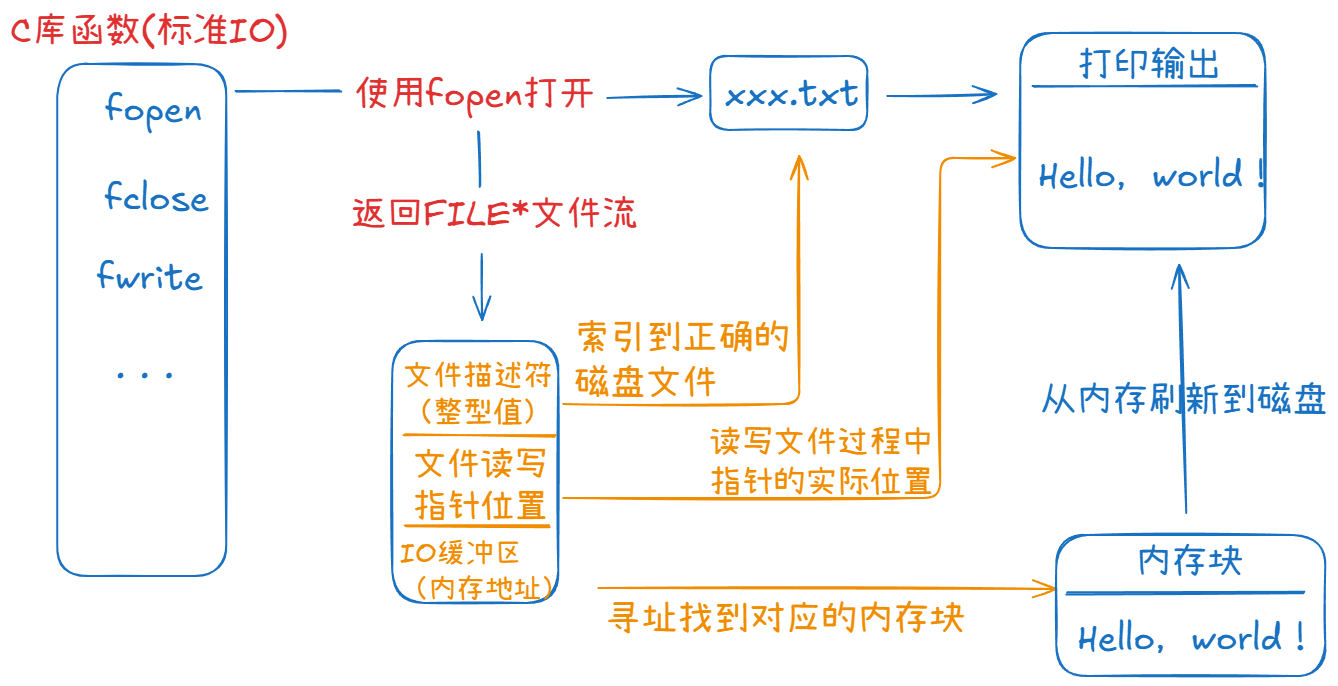 C库函数(标准IO)
fopen
fclose
fwrite
...
使用fopen打开
xxx.txt
打印输出
Hello, world!
返回FILE*文件流
文件描述符
(整型值)
文件读写
指针位置
IO缓冲区
(内存地址)
索引到正确的
磁盘文件
读写文件过程中
指针的实际位置
从内存刷新到磁盘
寻址找到对应的内存块
内存块
Hello, world!